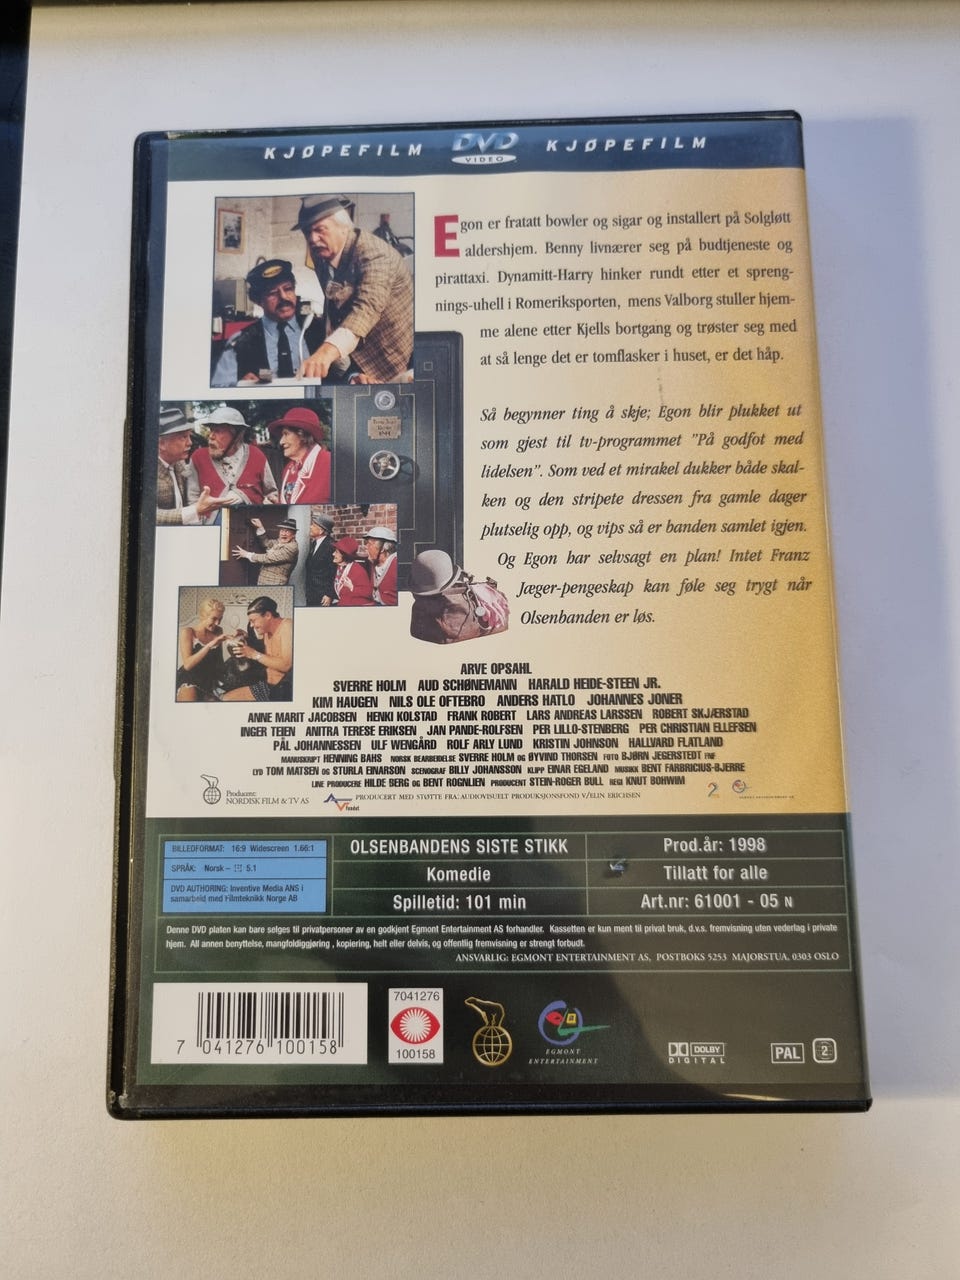 KJØPEFILM DVD VIDEO KJØPEFILM
Egon er fratatt bowler og sigar og installert på Solgløtt
aldershjem. Benny livnærer seg på budtjeneste og
pirattaxi. Dynamitt-Harry hinker rundt etter et spreng-
nings-uhell i Romeriksporten, mens Valborg stuller hjem-
me alene etter Kjells bortgang og trøster seg med
at så lenge det er tomflasker i huset, er det håp.
Så begynner ting å skje; Egon blir plukket ut
som gjest til tv-programmet "På godfot med
lidelsen". Som ved et mirakel dukker både skal-
ken og den stripete dressen fra gamle dager
plutselig opp, og vips så er banden samlet igjen.
Og Egon har selvsagt en plan! Intet Franz
Jæger-pengeskap kan føle seg trygt når
Olsenbanden er løs.
ARVE OPSAHL
SVERRE HOLM AUD SCHØNEMANN HARALD HEIDE-STEEN JR.
KIM HAUGEN NILS OLE OFTEBRO ANDERS HATLO JOHANNES JONER
ANNE MARIT JACOBSEN HENKI KOLSTAD FRANK ROBERT LARS ANDREAS LARSSEN ROBERT SKJÆRSTAD
INGER TEIEN ANITRA TERESE ERIKSEN JAN PANDE-ROLFSEN PER LILLO-STENBERG PER CHRISTIAN ELLEFSEN
PÅL JOHANNESSEN ULF WENGÅRD ROLF ARLY LUND KRISTIN JOHNSON HALLVARD FLATLAND
MANUSKRIPT HENNING BAHS NORSK BEARBEIDELSE SVERRE HOLM OG ØYVIND THORSEN FOTO BJØRN JEGERSTEDT FNF
LYD TOM MATSEN OG STURLA EINARSON SCENOGRAF BILLY JOHANSSON KLIPP EINAR EGELAND MUSIKK BENT FABRICIUS-BJERRE
LINE PRODUCERE HILDE BERG OG BENT ROGNLIEN PRODUCENT STEIN-ROGER BULL REGI KNUT BOHWIM
Producent:
NORDISK FILM & TV AS
AV fondet
PRODUCERT MED STØTTE FRA: AUDIOVISUELT PRODUKSJONSFOND V/ELIN ERICHSEN
2
BILLEDFORMAT: 16:9 Widescreen 1.66:1
SPRÅK: Norsk – 5.1
DVD AUTHORING: Inventive Media ANS i
samarbeid med Filmteknikk Norge AB
OLSENBANDENS SISTE STIKK
Komedie
Spilletid: 101 min
Prod.år: 1998
Tillatt for alle
Art.nr: 61001 - 05 N
Denne DVD platen kan bare selges til privatpersoner av en godkjent Egmont Entertainment AS forhandler. Kassetten er kun ment til privat bruk, d.v.s. fremvisning uten vederlag i private
hjem. All annen benyttelse, mangfoldiggjøring , kopiering, helt eller delvis, og offentlig fremvisning er strengt forbudt.
ANSVARLIG: EGMONT ENTERTAINMENT AS, POSTBOKS 5253 MAJORSTUA, 0303 OSLO
7 041276 100158
7041276
100158
EGMONT
ENTERTAINMENT
DOLBY
DIGITAL
PAL
2